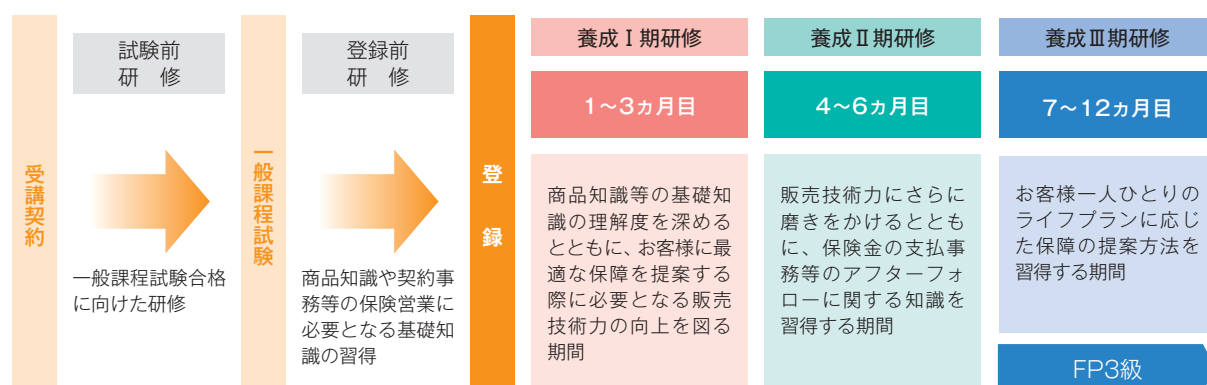 受講契約
試験前
研　修
一般課程試験合格
に向けた研修
一般課程試験
登録前
研　修
商品知識や契約事
務等の保険営業に
必要となる基礎知
識の習得
登　録
養成Ⅰ期研修
1～3ヵ月目
商品知識等の基礎知
識の理解度を深める
とともに、お客様に最
適な保障を提案する
際に必要となる販売
技術力の向上を図る
期間
養成Ⅱ期研修
4～6ヵ月目
販売技術力にさらに
磨きをかけるととも
に、保険金の支払事
務等のアフターフォ
ローに関する知識を
習得する期間
養成Ⅲ期研修
7～12ヵ月目
お客様一人ひとりの
ライフプランに応じ
た保障の提案方法を
習得する期間
FP3級